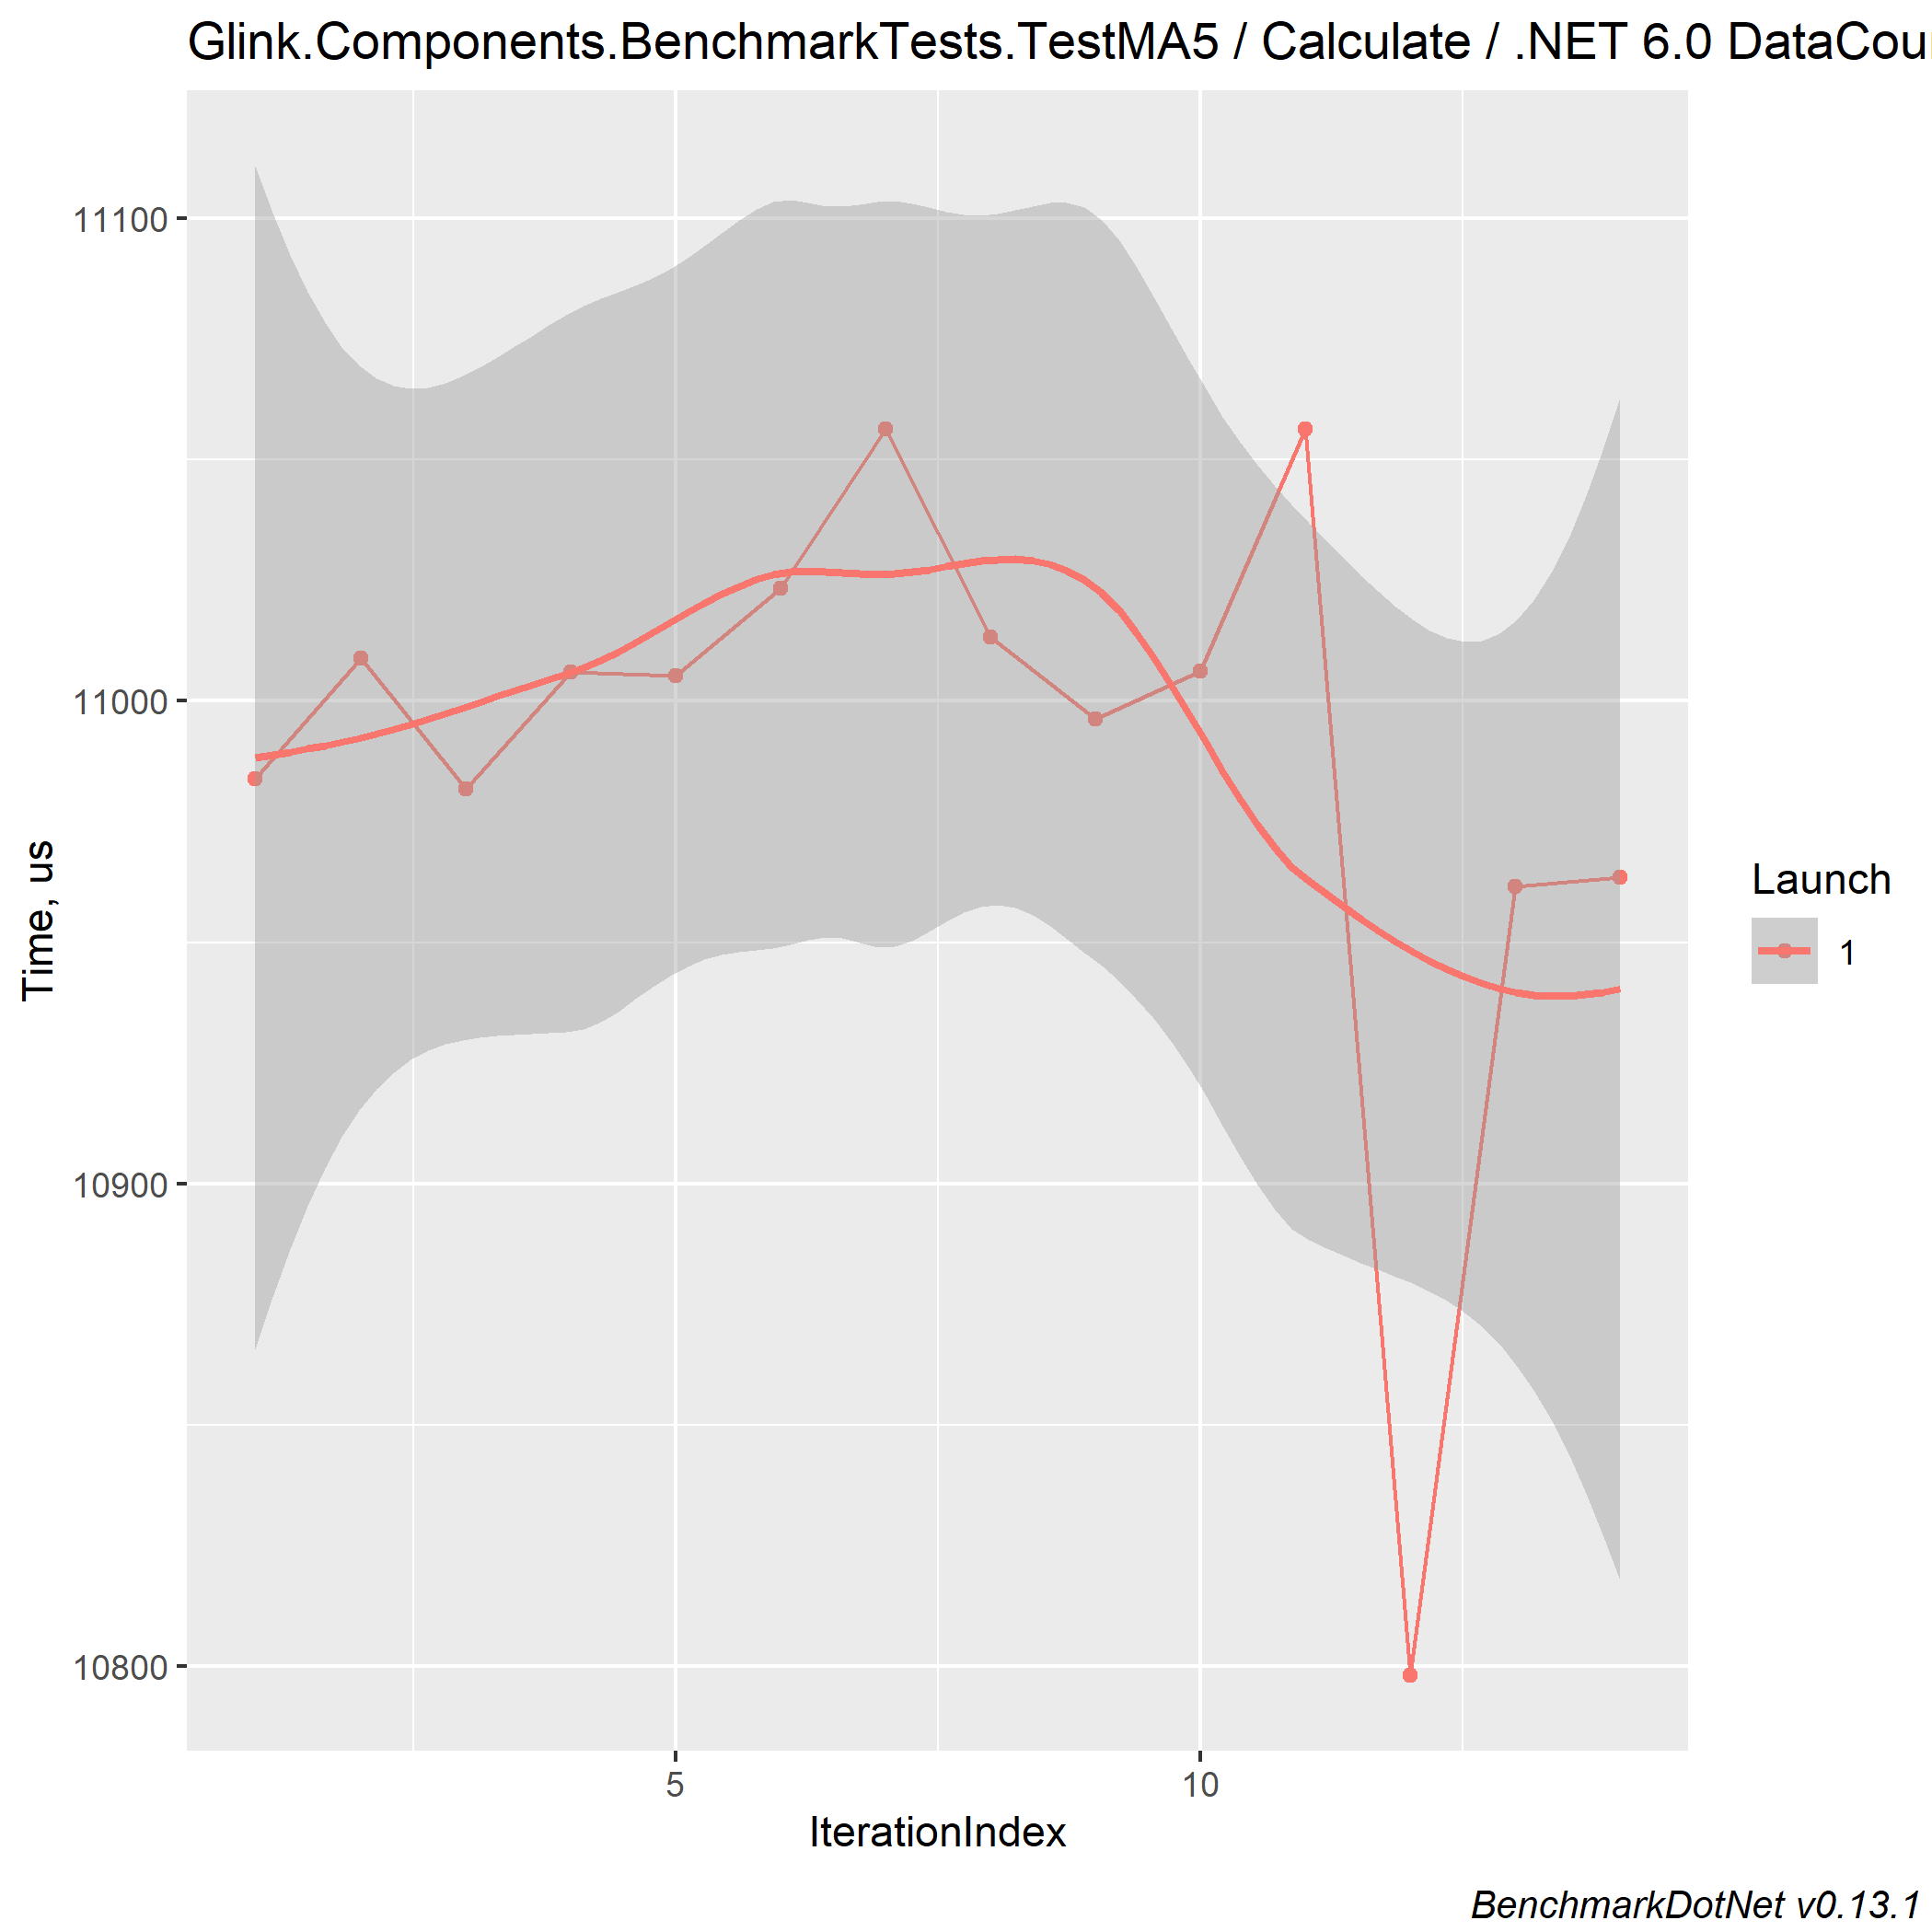 Glink.Components.BenchmarkTests.TestMA5 / Calculate / .NET 6.0 DataCou
11100
11000
10900
10800
Time, us
5
10
IterationIndex
Launch
1
BenchmarkDotNet v0.13.1